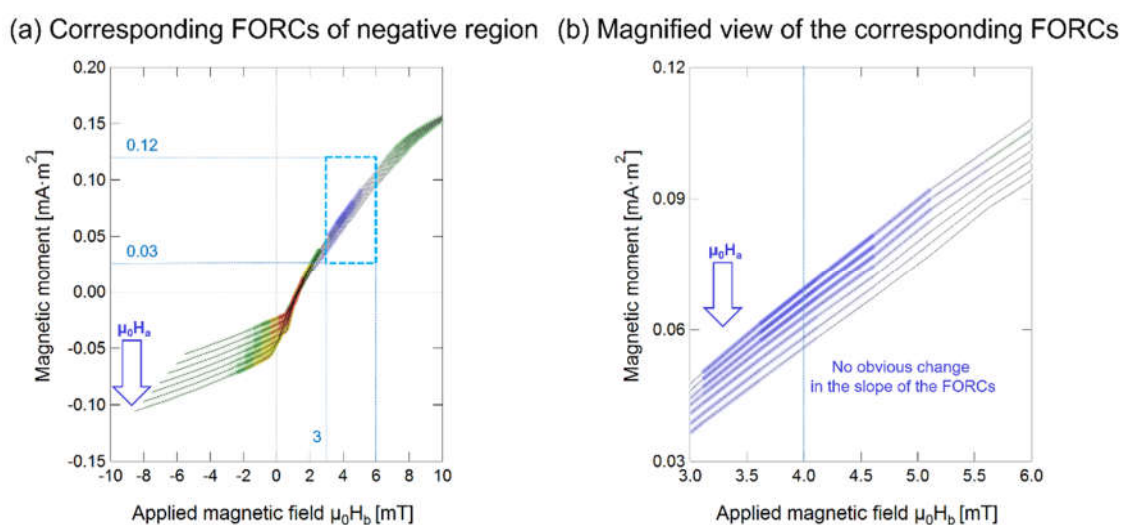 (a) Corresponding FORCs of negative region
(b) Magnified view of the corresponding FORCs
0.20
0.15
0.10
0.05
0.00
-0.05
-0.10
-0.15
Magnetic moment [mA·m²]
0.12
0.03
μ₀Hₐ
3
-10 -8 -6 -4 -2 0 2 4 6 8 10
Applied magnetic field μ₀H_b [mT]
0.12
0.09
0.06
0.03
Magnetic moment [mA·m²]
μ₀Hₐ
No obvious change
in the slope of the FORCs
3.0 3.5 4.0 4.5 5.0 5.5 6.0
Applied magnetic field μ₀H_b [mT]